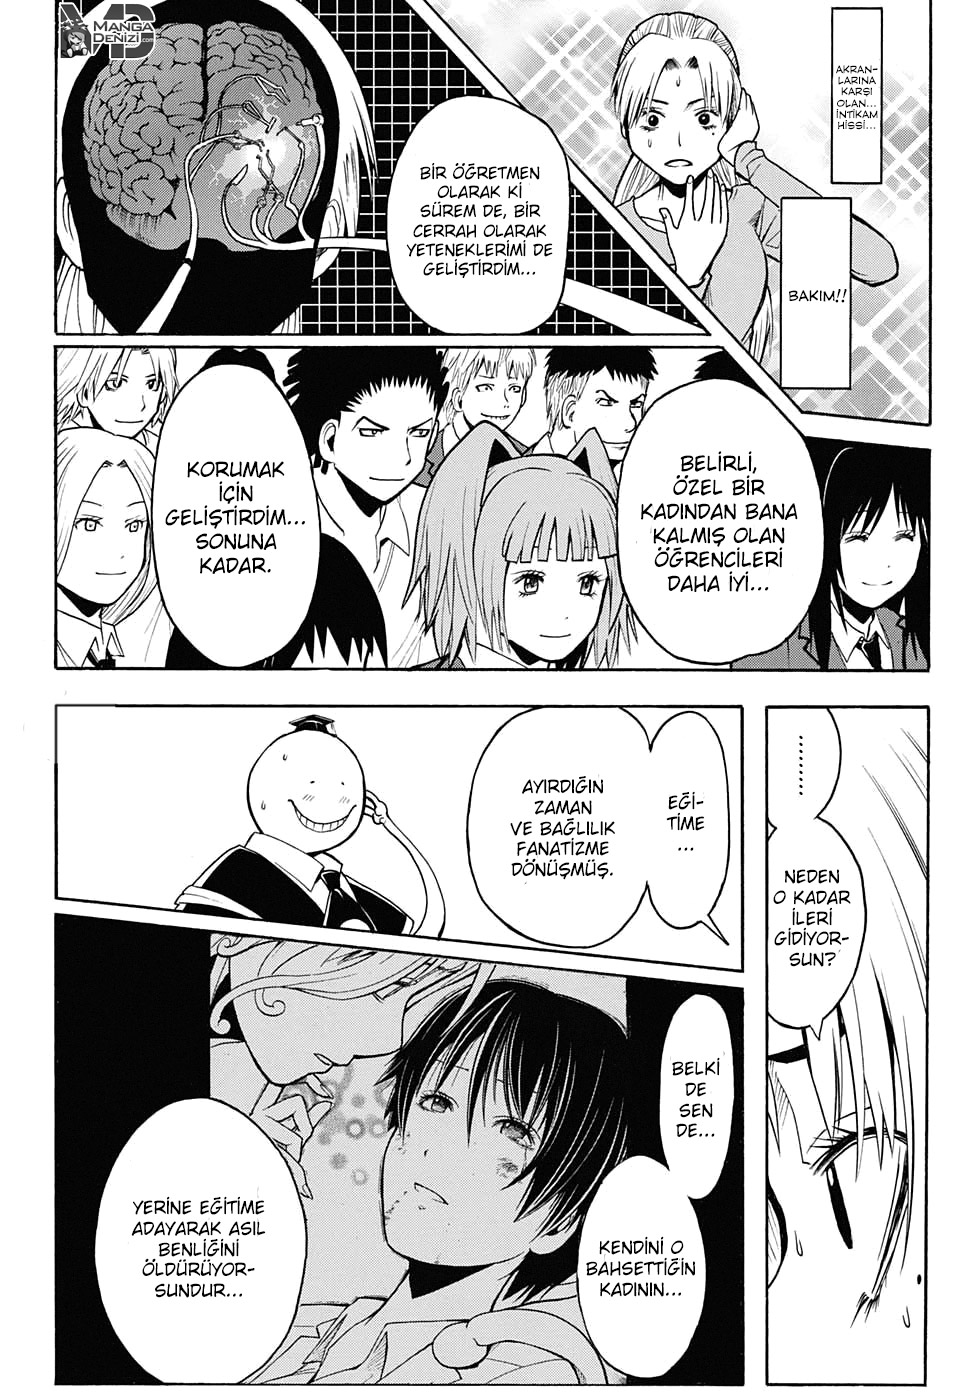 MANGA
DENİZİ.com
AKRAN-
LARINA
KARŞI
OLAN...
İNTİKAM
HİSSİ...
BAKIM!!
BİR ÖĞRETMEN
OLARAK Kİ
SÜREM DE, BİR
CERRAH OLARAK
YETENEKLERİMİ DE
GELİŞTİRDİM...
BELİRLİ,
ÖZEL BİR
KADINDAN BANA
KALMIŞ OLAN
ÖĞRENCİLERİ
DAHA İYİ...
KORUMAK
İÇİN
GELİŞTİRDİM...
SONUNA
KADAR.
.........
NEDEN
O KADAR
İLERİ
GİDİYOR-
SUN?
EĞİ-
TİME
...
AYIRDIĞIN
ZAMAN
VE BAĞLILIK
FANATİZME
DÖNÜŞMÜŞ.
BELKİ
DE
SEN
DE...
KENDİNİ O
BAHSETTİĞİN
KADININ...
YERİNE EĞİTİME
ADAYARAK ASIL
BENLİĞİNİ
ÖLDÜRÜYOR-
SUNDUR...